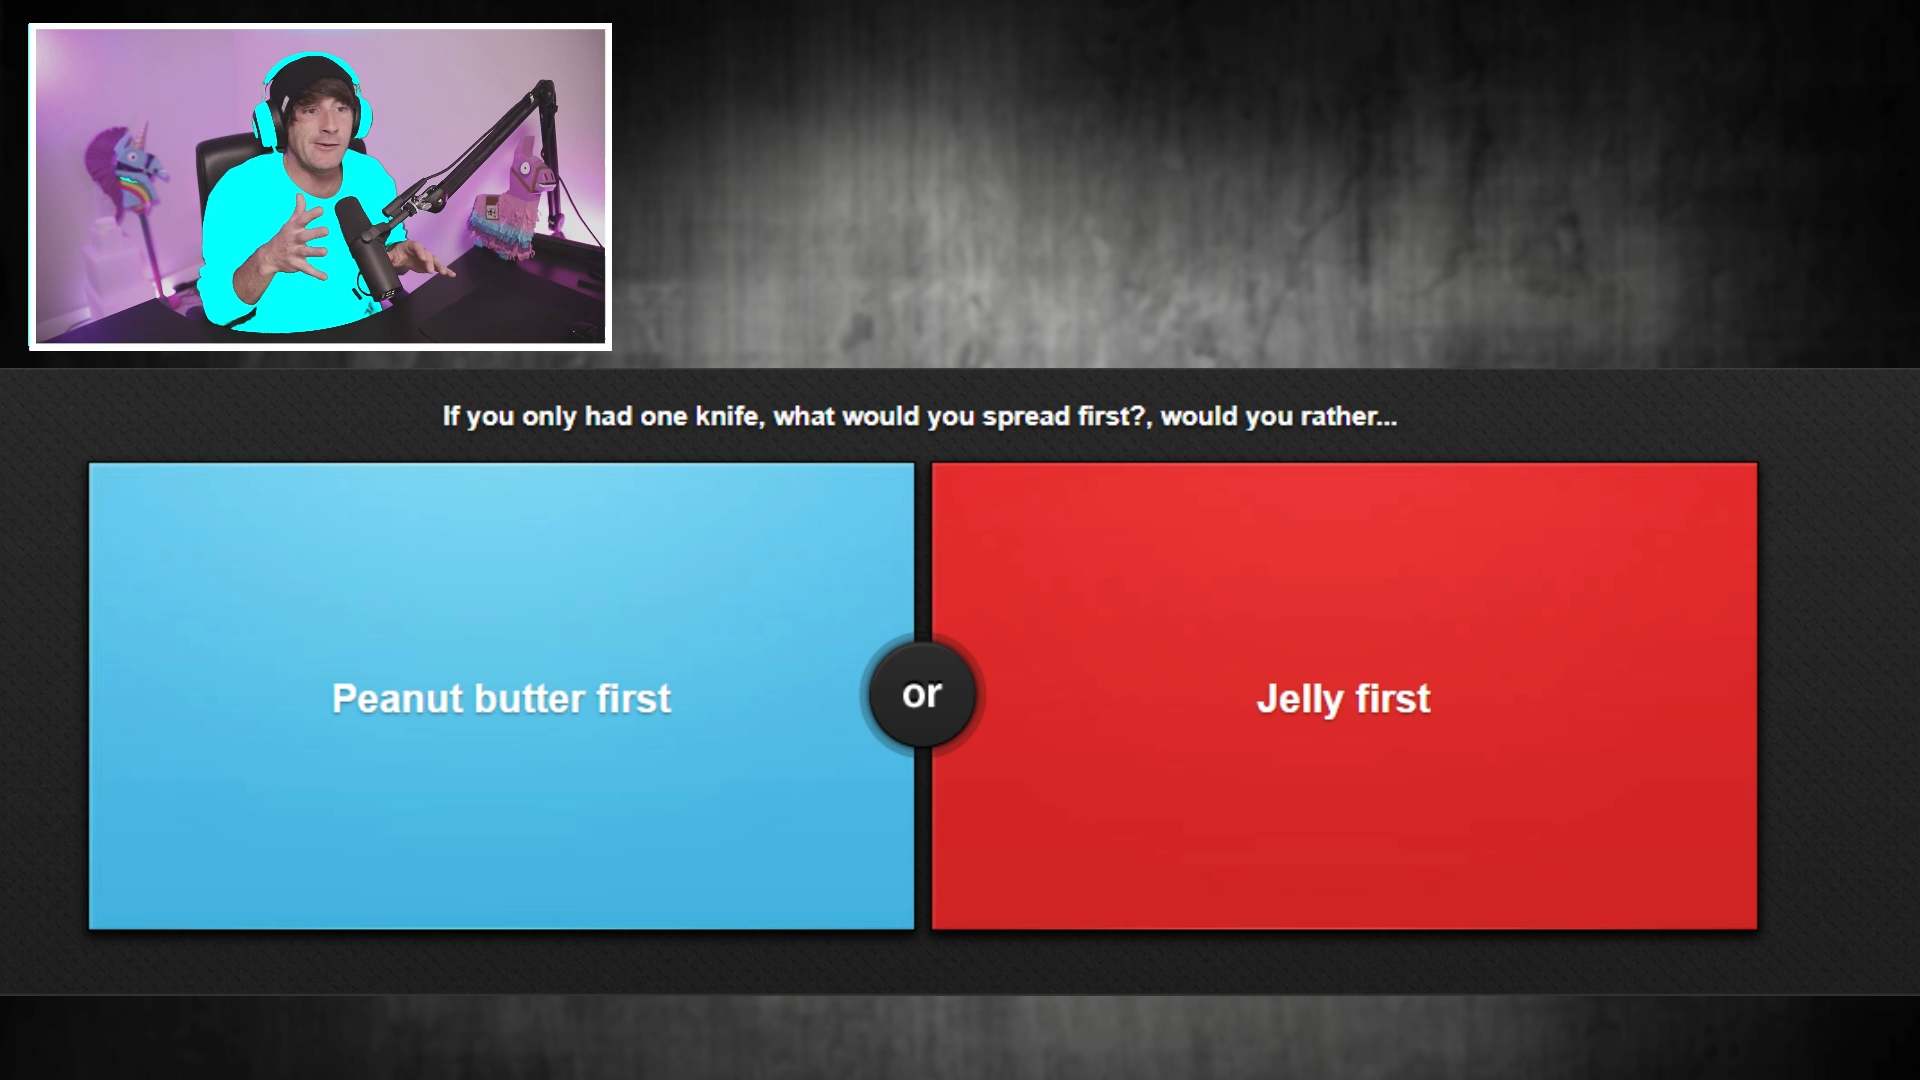 If you only had one knife, what would you spread first?, would you rather...
Peanut butter first
or
Jelly first